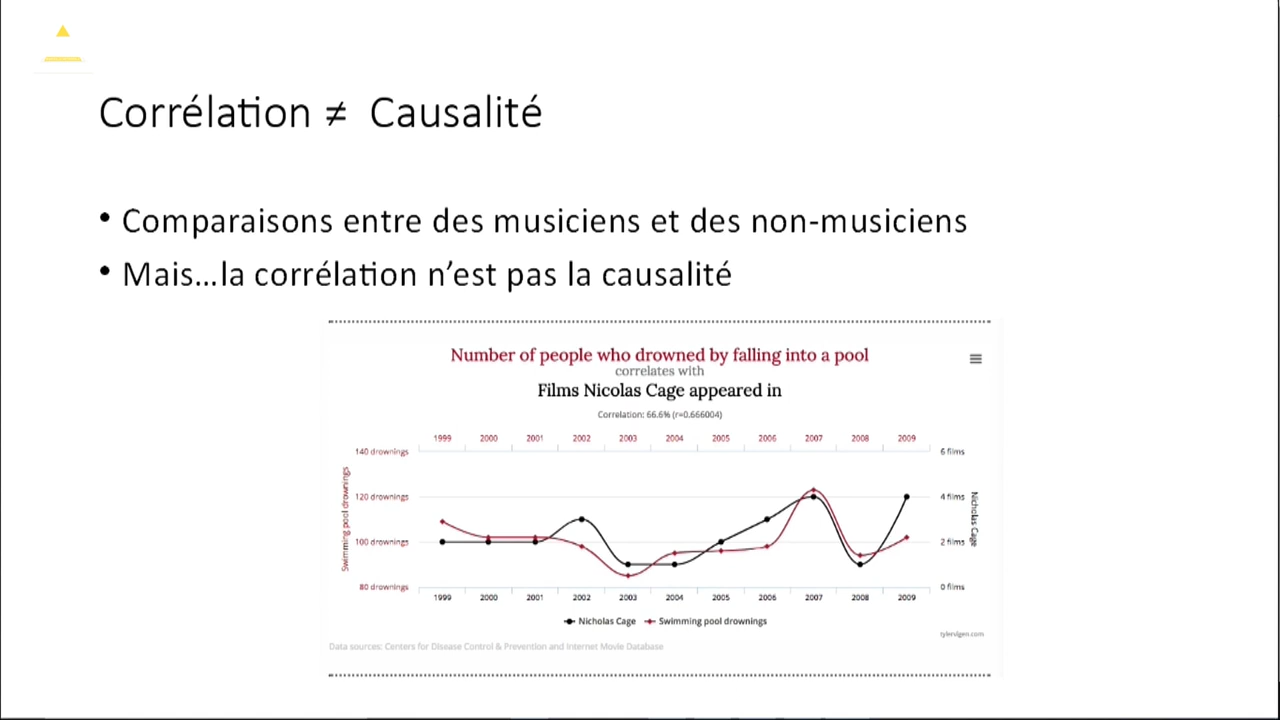 Corrélation ≠ Causalité
• Comparaisons entre des musiciens et des non-musiciens
• Mais...la corrélation n'est pas la causalité
Number of people who drowned by falling into a pool
correlates with
Films Nicolas Cage appeared in
Correlation: 66.6% (r=0.666004)
1999 2000 2001 2002 2003 2004 2005 2006 2007 2008 2009
140 drownings 6 films
120 drownings 4 films
100 drownings 2 films
80 drownings 0 films
Swimming pool drownings
Nicholas Cage
1999 2000 2001 2002 2003 2004 2005 2006 2007 2008 2009
Nicholas Cage Swimming pool drownings
tylervigen.com
Data sources: Centers for Disease Control & Prevention and Internet Movie Database